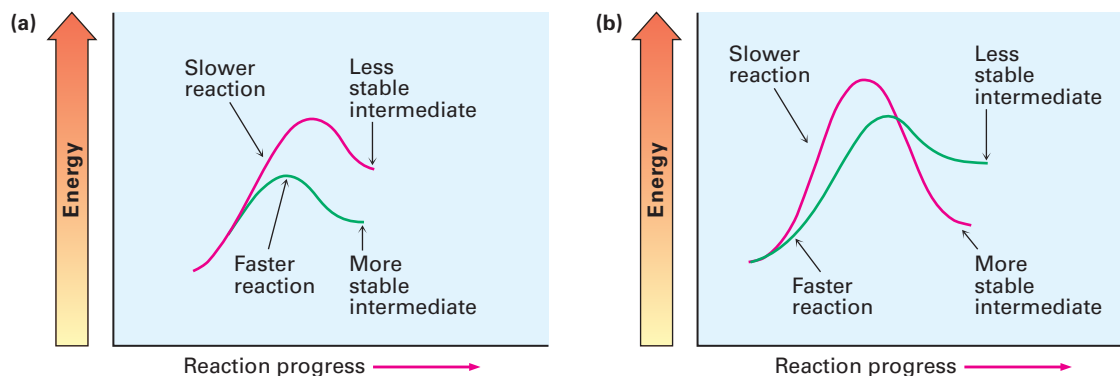 (a)
Energy
Slower
reaction
Less
stable
intermediate
Faster
reaction
More
stable
intermediate
Reaction progress
(b)
Energy
Slower
reaction
Less
stable
intermediate
Faster
reaction
More
stable
intermediate
Reaction progress